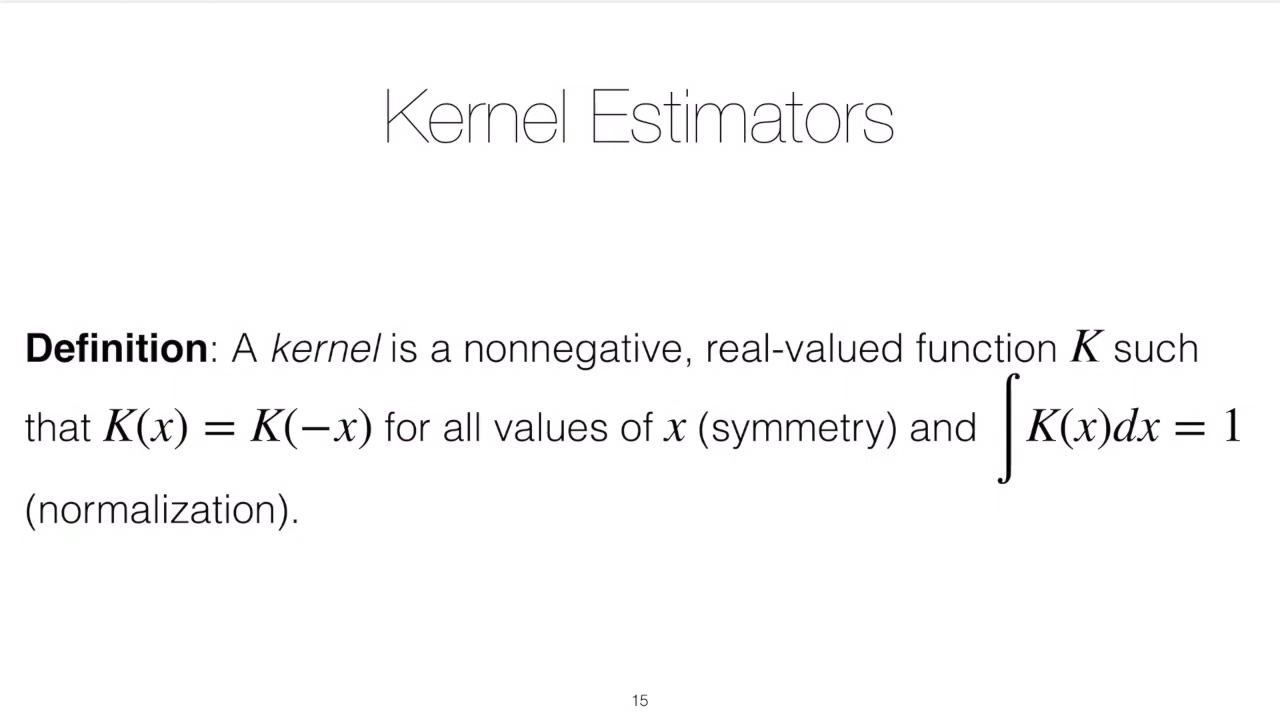 Kernel Estimators
Definition: A kernel is a nonnegative, real-valued function K such
that K(x) = K(−x) for all values of x (symmetry) and ∫ K(x)dx = 1
(normalization).
15